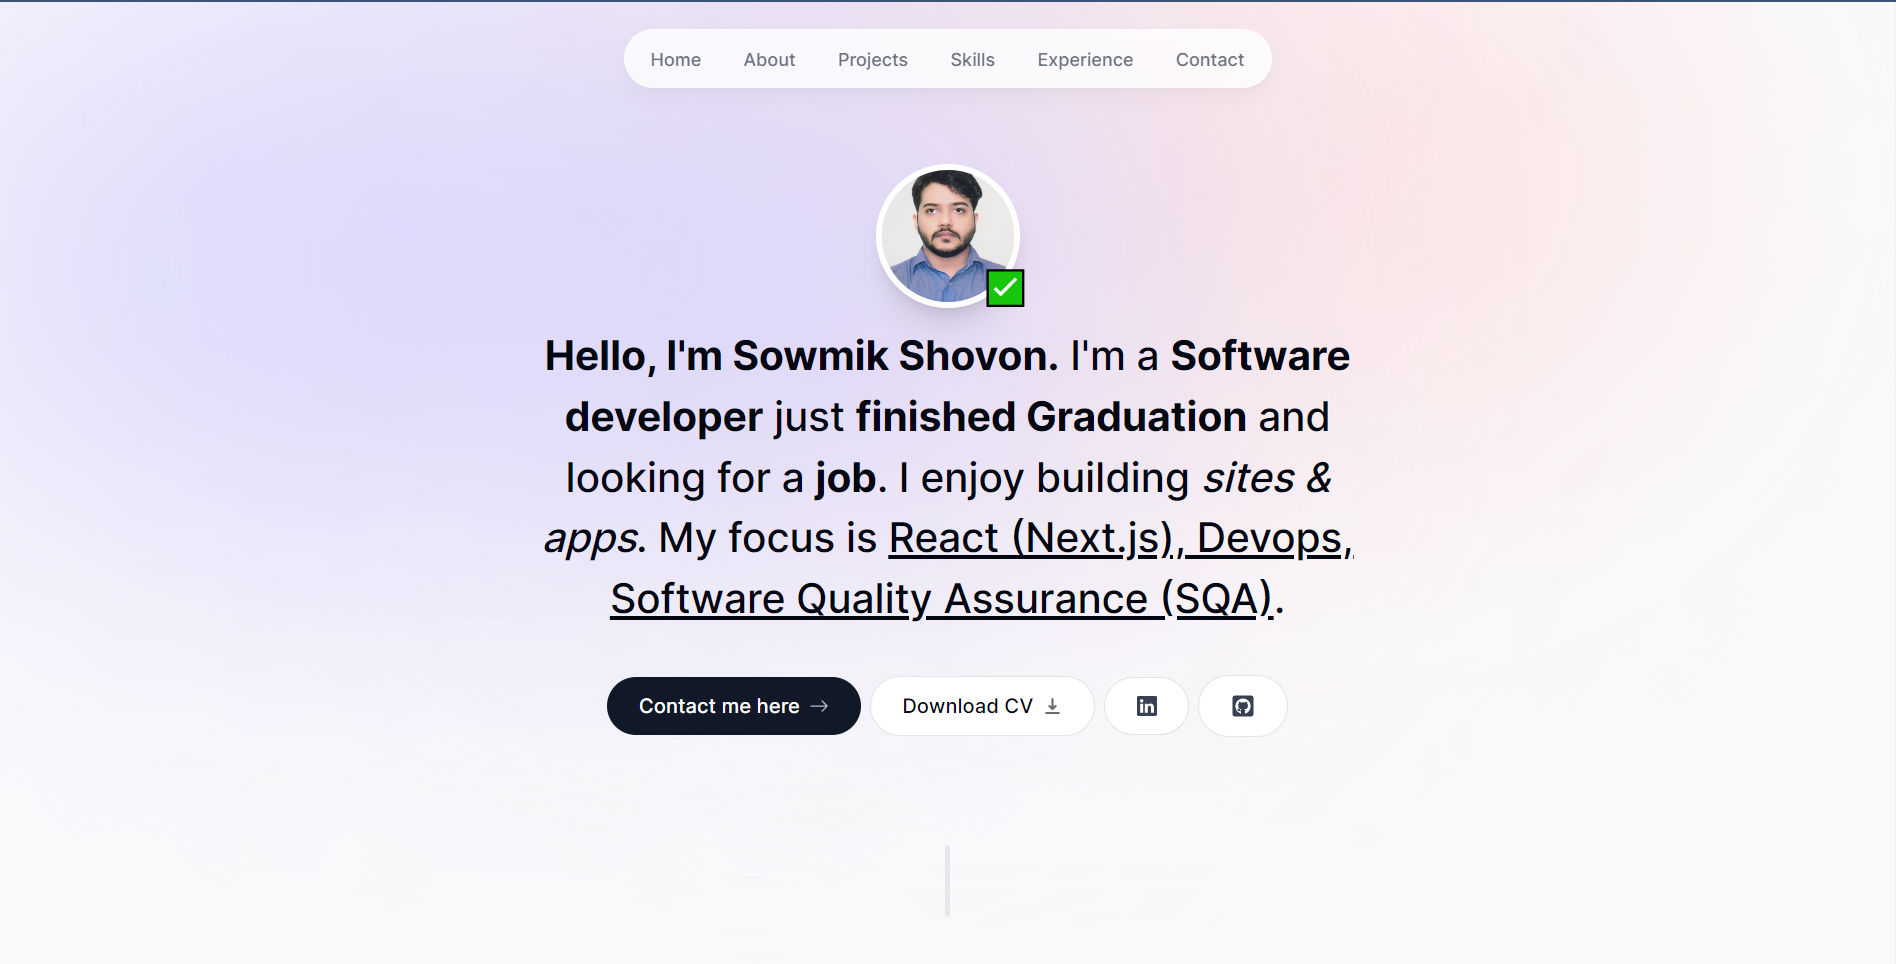 Home About Projects Skills Experience Contact
Hello, I'm Sowmik Shovon. I'm a Software
developer just finished Graduation and
looking for a job. I enjoy building sites &
apps. My focus is React (Next.js), Devops,
Software Quality Assurance (SQA).
Contact me here Download CV in